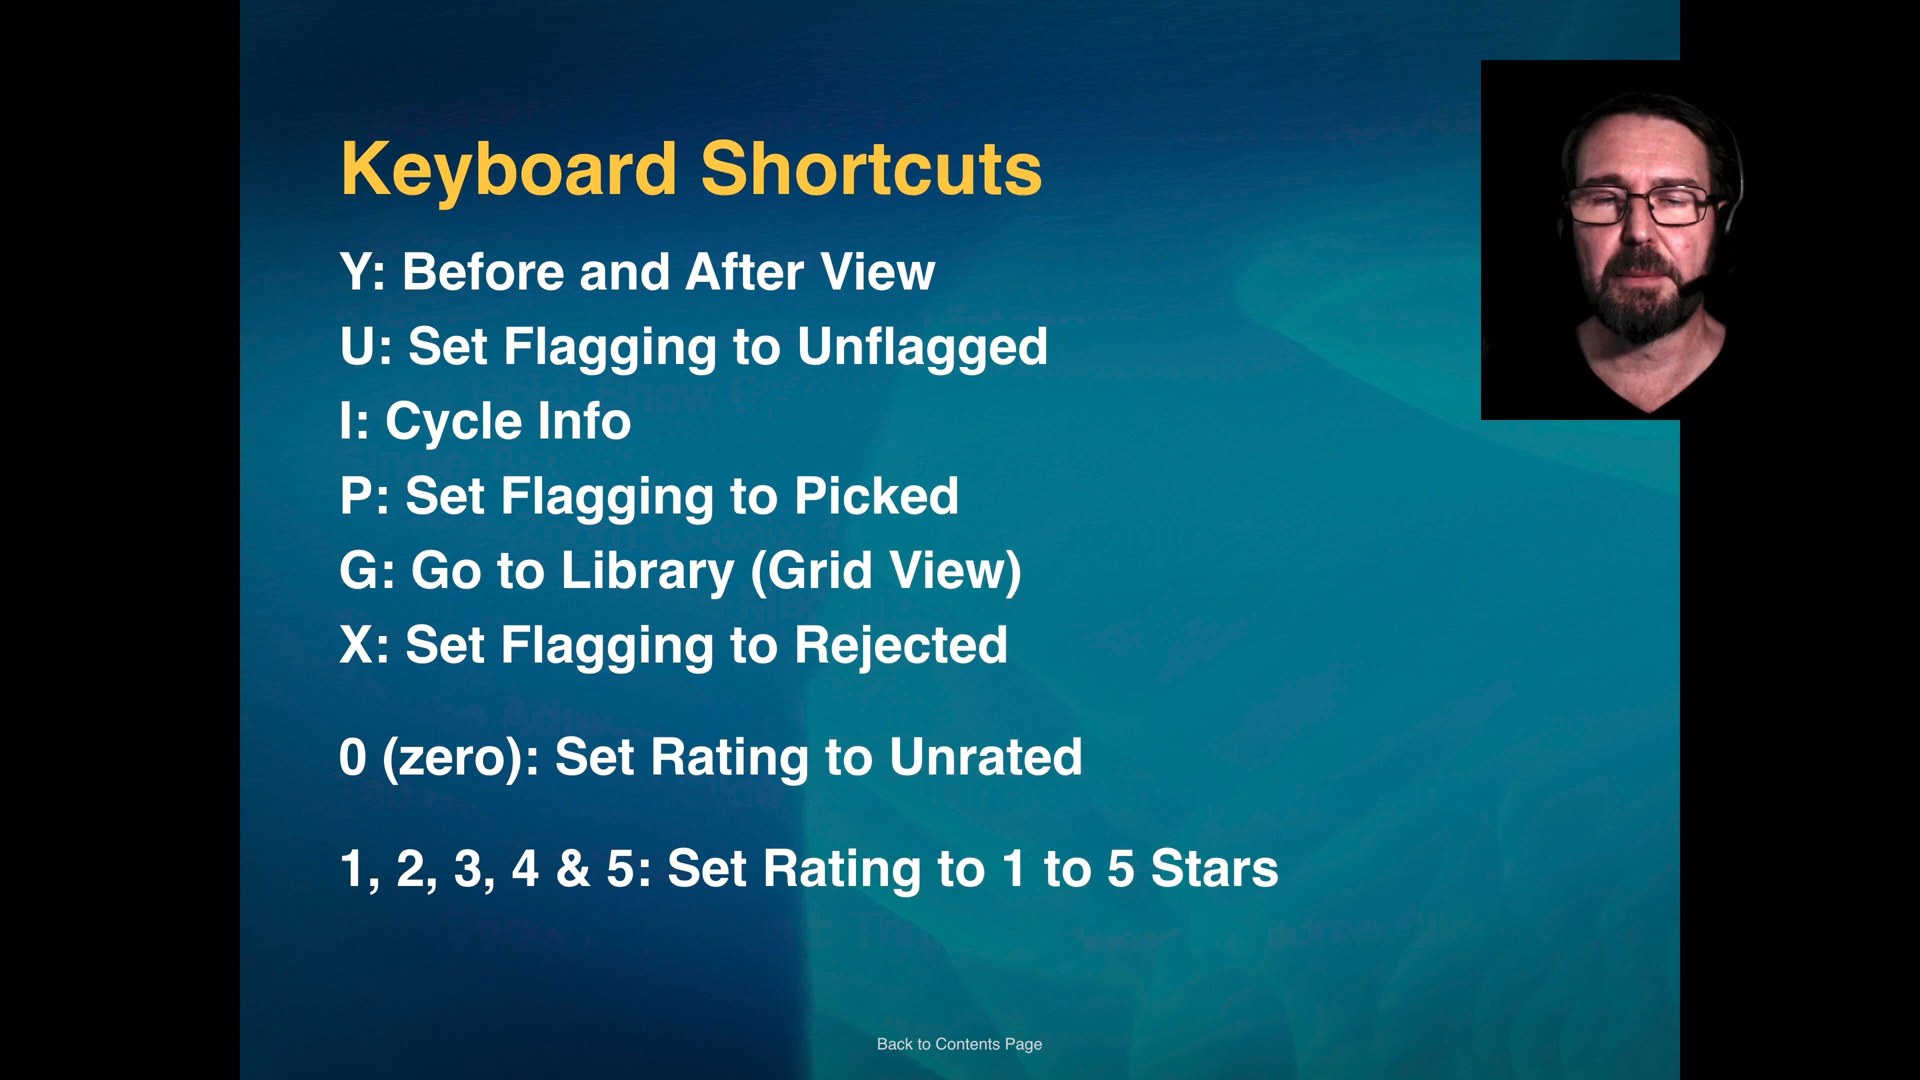 Keyboard Shortcuts
Y: Before and After View
U: Set Flagging to Unflagged
I: Cycle Info
P: Set Flagging to Picked
G: Go to Library (Grid View)
X: Set Flagging to Rejected
0 (zero): Set Rating to Unrated
1, 2, 3, 4 & 5: Set Rating to 1 to 5 Stars
Back to Contents Page